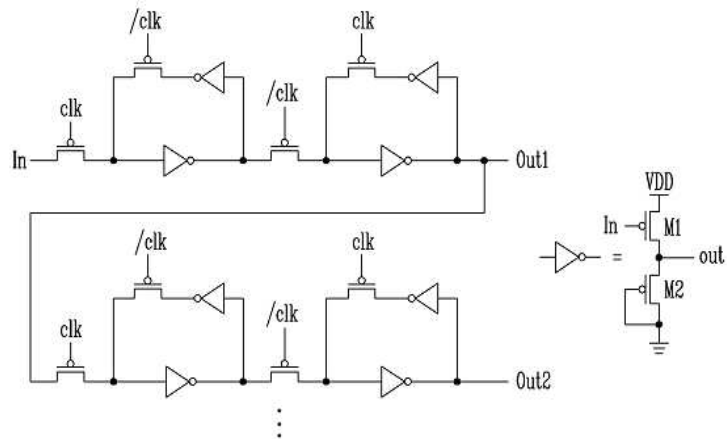 /clk
clk
clk
/clk
In
Out1
VDD
In
M1
out
=
M2
/clk
clk
clk
/clk
Out2